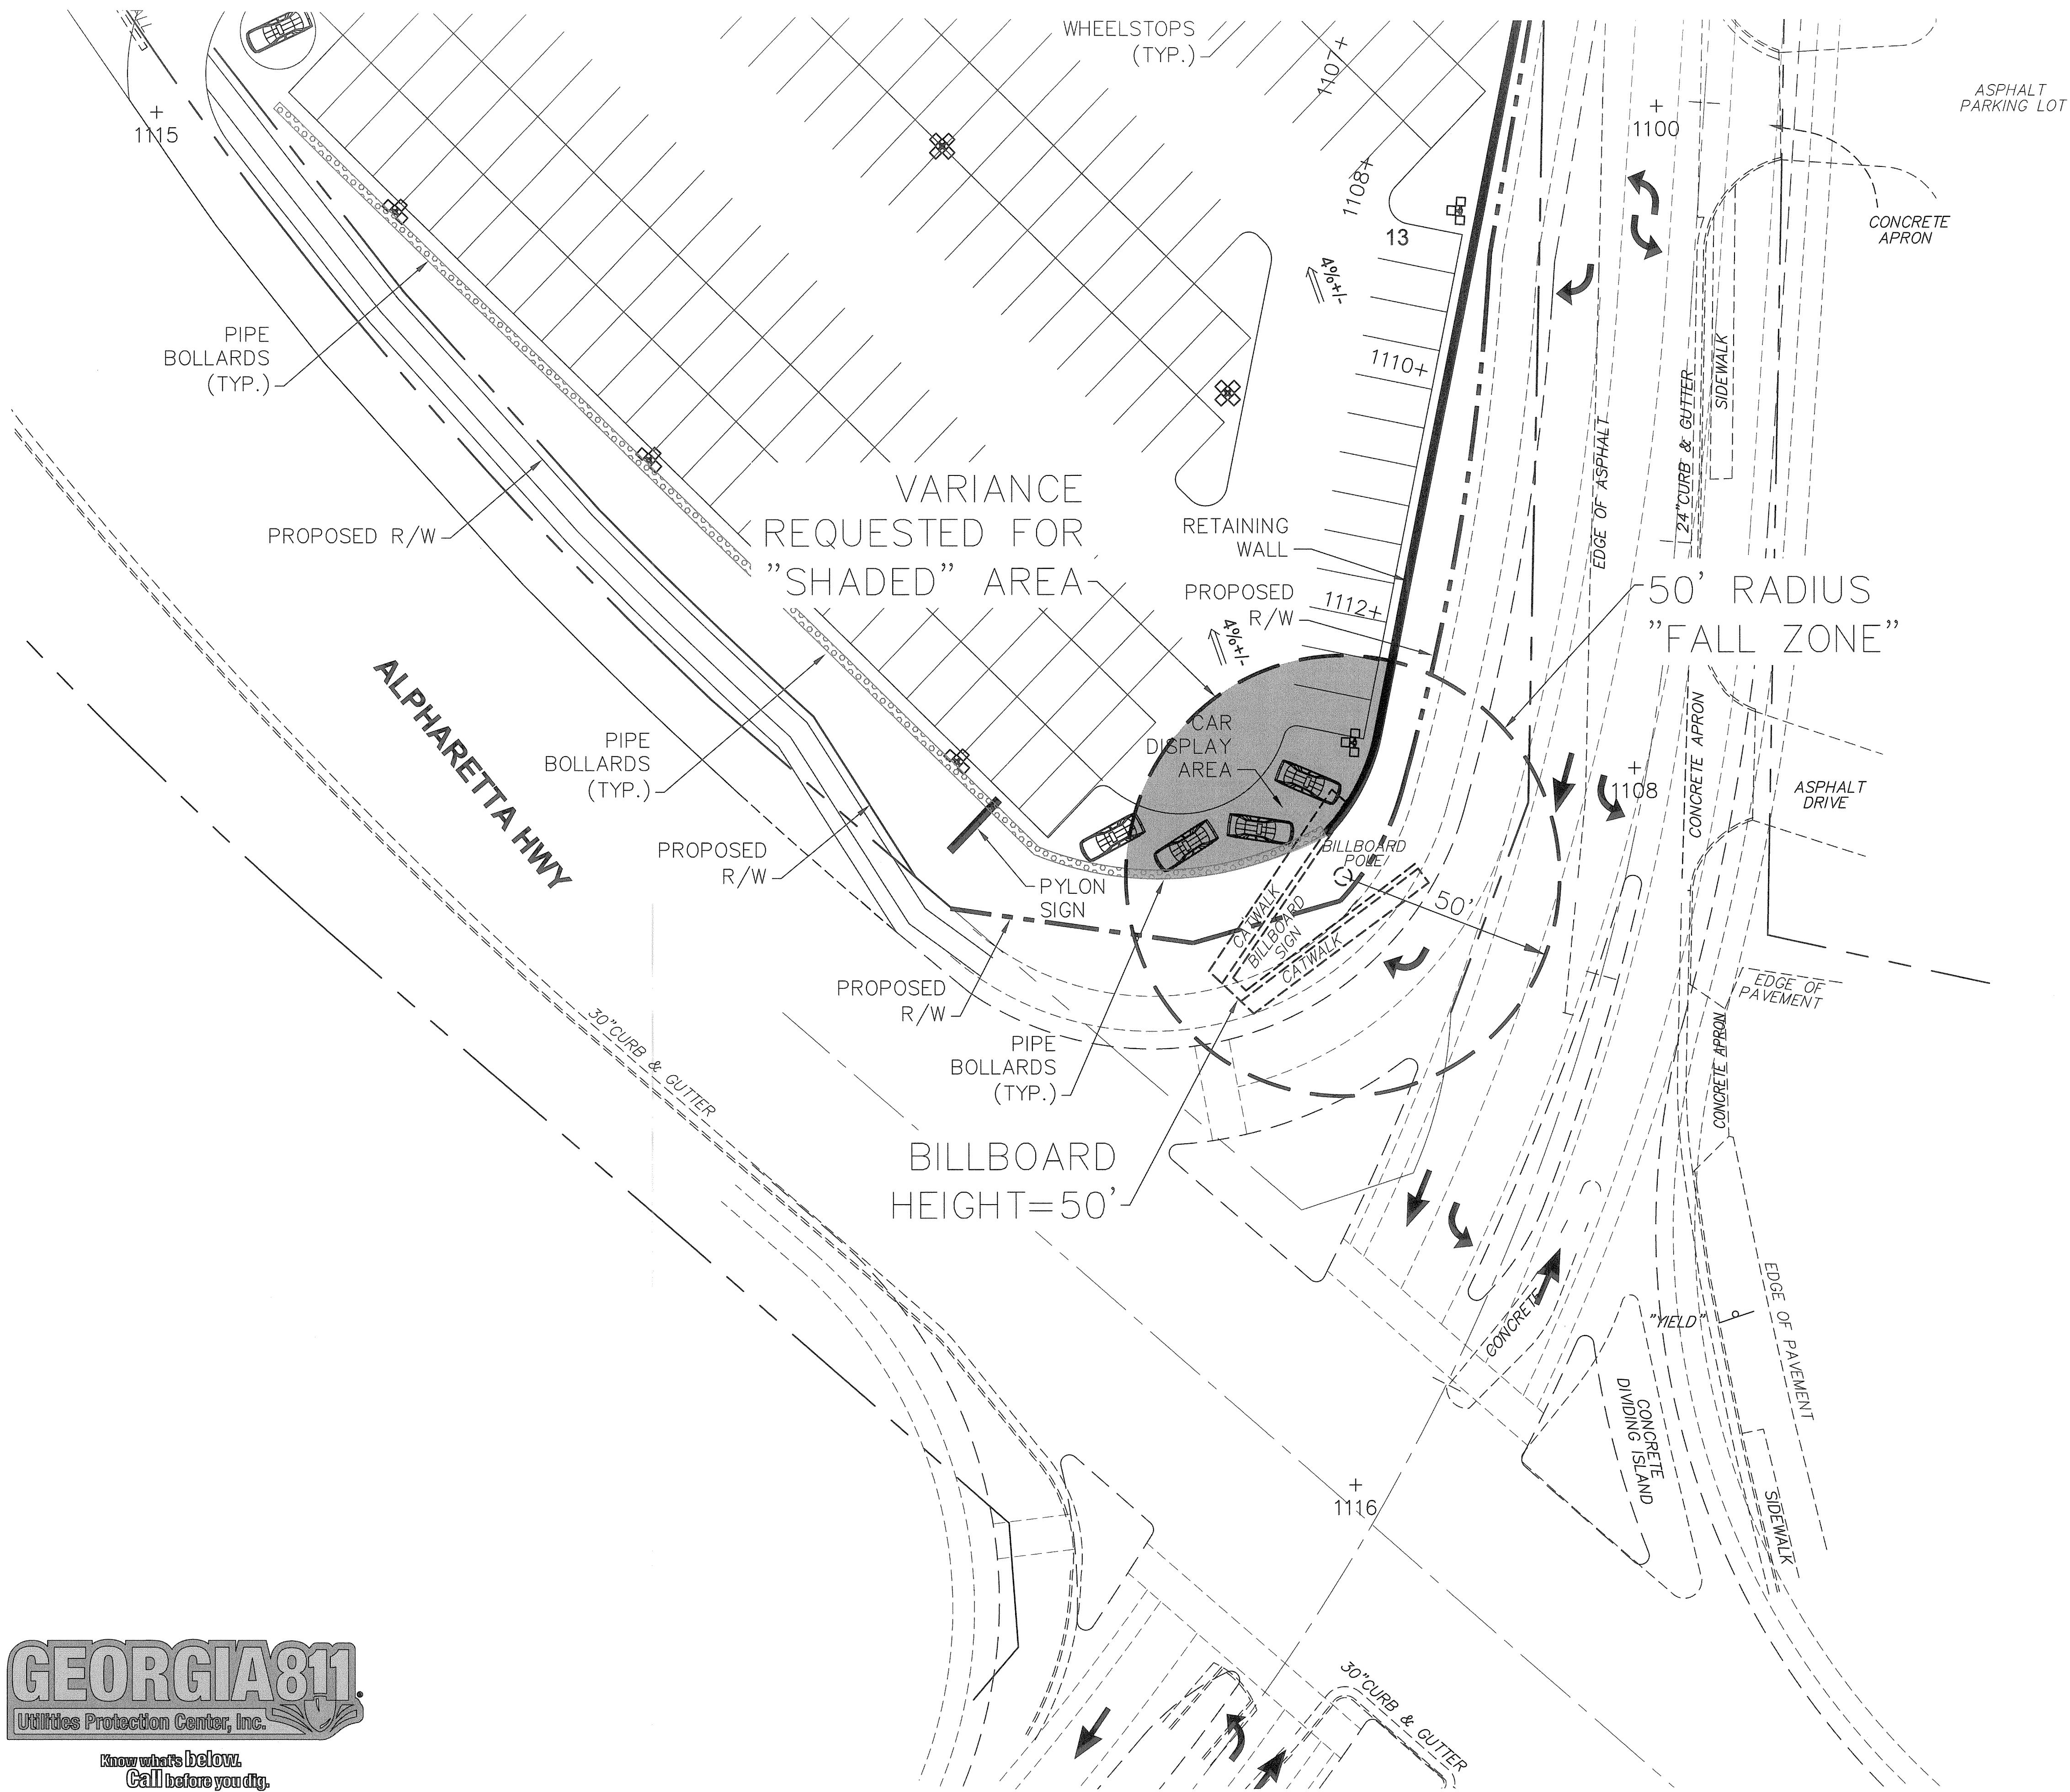 WHEELSTOPS
(TYP.)
1107+
1115
1100
ASPHALT
PARKING LOT
1108+
CONCRETE
APRON
13
4%+/-
PIPE
BOLLARDS
(TYP.)
1110+
SIDEWALK
24"CURB & GUTTER
EDGE OF ASPHALT
PROPOSED R/W
VARIANCE
REQUESTED FOR
"SHADED" AREA
RETAINING
WALL
PROPOSED
R/W
1112+
4%+/-
50' RADIUS
"FALL ZONE"
ALPHARETTA HWY
PIPE
BOLLARDS
(TYP.)
CAR
DISPLAY
AREA
CONCRETE APRON
1108
ASPHALT
DRIVE
PROPOSED
R/W
PYLON
SIGN
BILLBOARD
POLE
50'
CATWALK
BILLBOARD
SIGN
CATWALK
EDGE OF
PAVEMENT
PROPOSED
R/W
PIPE
BOLLARDS
(TYP.)
30"CURB & GUTTER
CONCRETE APRON
BILLBOARD
HEIGHT=50'
CONCRETE
"YIELD"
EDGE OF PAVEMENT
CONCRETE
DIVIDING ISLAND
SIDEWALK
1116
30"CURB & GUTTER
GEORGIA811
Utilities Protection Center, Inc.
Know what's below.
Call before you dig.